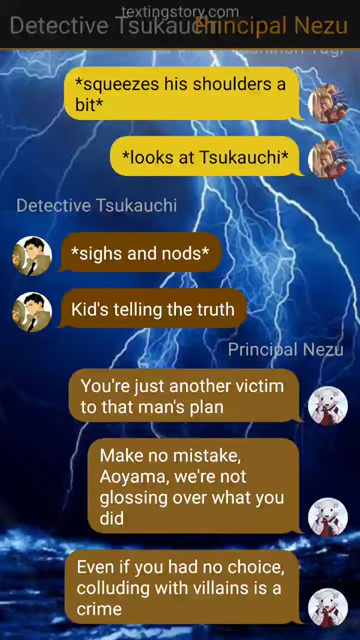 textingstory.com
Detective Tsukauchi
Principal Nezu
*squeezes his shoulders a
bit*
*looks at Tsukauchi*
Detective Tsukauchi
*sighs and nods*
Kid's telling the truth
Principal Nezu
You're just another victim
to that man's plan
Make no mistake,
Aoyama, we're not
glossing over what you
did
Even if you had no choice,
colluding with villains is a
crime